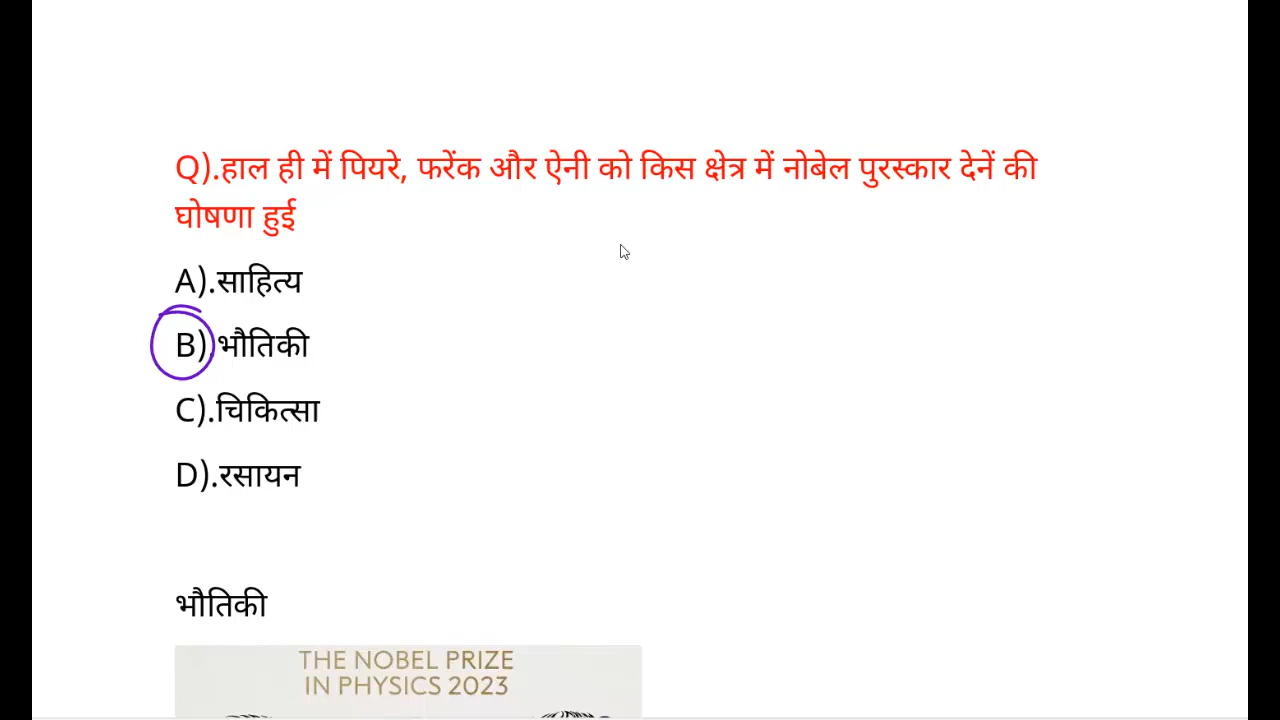 Q).हाल ही में पियरे, फरेंक और ऐनी को किस क्षेत्र में नोबेल पुरस्कार देनें की
घोषणा हुई
A).साहित्य
B).भौतिकी
C).चिकित्सा
D).रसायन
भौतिकी
THE NOBEL PRIZE
IN PHYSICS 2023